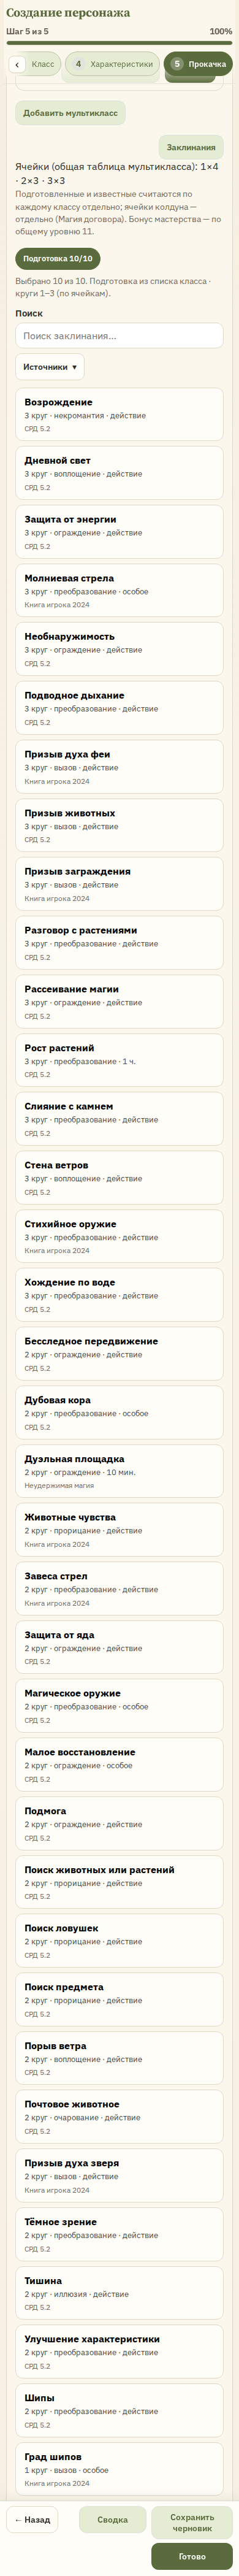 Создание персонажа
Шаг 5 из 5
100%
‹
Класс
4 Характеристики
5 Прокачка
Добавить мультикласс
Заклинания
Ячейки (общая таблица мультикласса): 1×4
· 2×3 · 3×3
Подготовленные и известные считаются по
каждому классу отдельно; ячейки колдуна —
отдельно (Магия договора). Бонус мастерства — по
общему уровню 11.
Подготовка 10/10
Выбрано 10 из 10. Подготовка из списка класса ·
круги 1–3 (по ячейкам).
Поиск
Поиск заклинания…
Источники ▾
Возрождение
3 круг · некромантия · действие
СРД 5.2
Дневной свет
3 круг · воплощение · действие
СРД 5.2
Защита от энергии
3 круг · ограждение · действие
СРД 5.2
Молниевая стрела
3 круг · преобразование · особое
Книга игрока 2024
Необнаружимость
3 круг · ограждение · действие
СРД 5.2
Подводное дыхание
3 круг · преобразование · действие
СРД 5.2
Призыв духа феи
3 круг · вызов · действие
Книга игрока 2024
Призыв животных
3 круг · вызов · действие
СРД 5.2
Призыв заграждения
3 круг · вызов · действие
Книга игрока 2024
Разговор с растениями
3 круг · преобразование · действие
СРД 5.2
Рассеивание магии
3 круг · ограждение · действие
СРД 5.2
Рост растений
3 круг · преобразование · 1 ч.
СРД 5.2
Слияние с камнем
3 круг · преобразование · действие
СРД 5.2
Стена ветров
3 круг · воплощение · действие
СРД 5.2
Стихийное оружие
3 круг · преобразование · действие
Книга игрока 2024
Хождение по воде
3 круг · преобразование · действие
СРД 5.2
Бесследное передвижение
2 круг · ограждение · действие
СРД 5.2
Дубовая кора
2 круг · преобразование · особое
СРД 5.2
Дуэльная площадка
2 круг · ограждение · 10 мин.
Неудержимая магия
Животные чувства
2 круг · прорицание · действие
Книга игрока 2024
Завеса стрел
2 круг · преобразование · действие
Книга игрока 2024
Защита от яда
2 круг · ограждение · действие
СРД 5.2
Магическое оружие
2 круг · преобразование · особое
СРД 5.2
Малое восстановление
2 круг · ограждение · особое
СРД 5.2
Подмога
2 круг · ограждение · действие
СРД 5.2
Поиск животных или растений
2 круг · прорицание · действие
СРД 5.2
Поиск ловушек
2 круг · прорицание · действие
СРД 5.2
Поиск предмета
2 круг · прорицание · действие
СРД 5.2
Порыв ветра
2 круг · воплощение · действие
СРД 5.2
Почтовое животное
2 круг · очарование · действие
СРД 5.2
Призыв духа зверя
2 круг · вызов · действие
Книга игрока 2024
Тёмное зрение
2 круг · преобразование · действие
СРД 5.2
Тишина
2 круг · иллюзия · действие
СРД 5.2
Улучшение характеристики
2 круг · преобразование · действие
СРД 5.2
Шипы
2 круг · преобразование · действие
СРД 5.2
Град шипов
1 круг · вызов · особое
Книга игрока 2024
← Назад
Сводка
Сохранить
черновик
Готово